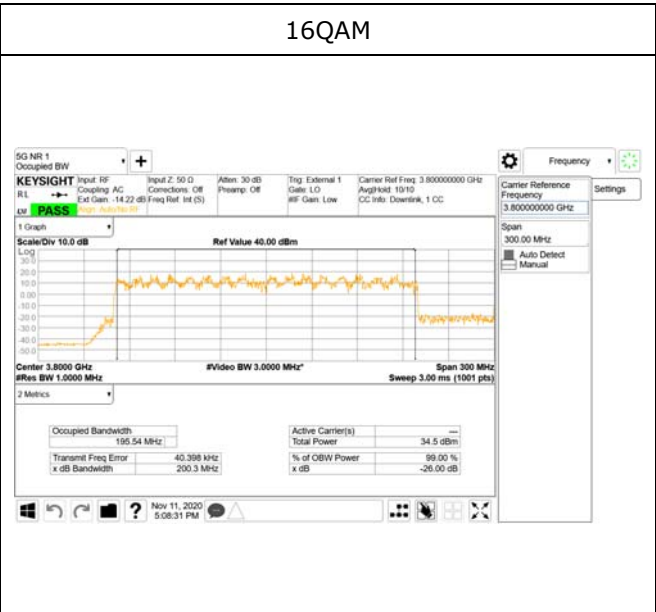 16QAM
5G NR 1
Occupied BW
Frequency
KEYSIGHT
Input: RF
Input Z: 50 Ω
Atten: 30 dB
Trig: External 1
Carrier Ref Freq: 3.800000000 GHz
R L
Coupling: AC
Corrections: Off
Preamp: Off
Gate: LO
Avg|Hold: 10/10
Ext Gain: -14.22 dB
Freq Ref: Int (S)
#IF Gain: Low
CC Info: Downlink, 1 CC
PASS
Align: Auto/No RF
Carrier Reference
Frequency
3.800000000 GHz
Settings
Span
300.00 MHz
Auto Detect
Manual
1 Graph
Scale/Div 10.0 dB
Ref Value 40.00 dBm
Log
30.0
20.0
10.0
0.00
-10.0
-20.0
-30.0
-40.0
-50.0
Center 3.8000 GHz
#Video BW 3.0000 MHz*
Span 300 MHz
#Res BW 1.0000 MHz
Sweep 3.00 ms (1001 pts)
2 Metrics
Occupied Bandwidth
195.54 MHz
Active Carrier(s)
---
Total Power
34.5 dBm
Transmit Freq Error
40.398 kHz
% of OBW Power
99.00 %
x dB Bandwidth
200.3 MHz
x dB
-26.00 dB
?
Nov 11, 2020
5:08:31 PM